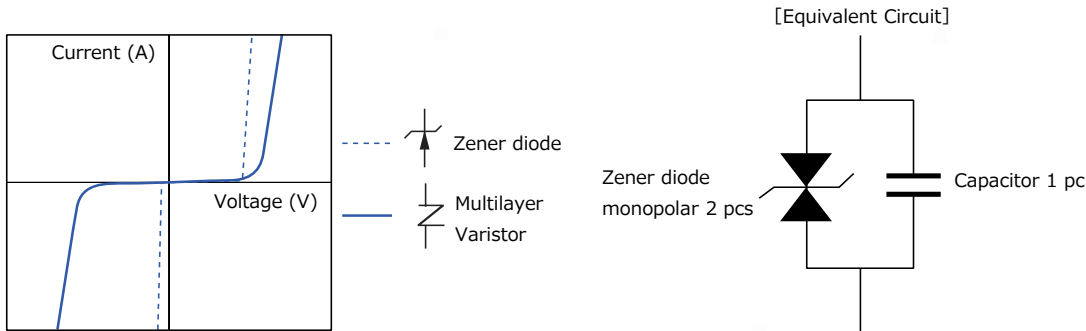 [Equivalent Circuit]
Current (A)
Voltage (V)
Zener diode
Multilayer
Varistor
Zener diode
monopolar 2 pcs
Capacitor 1 pc